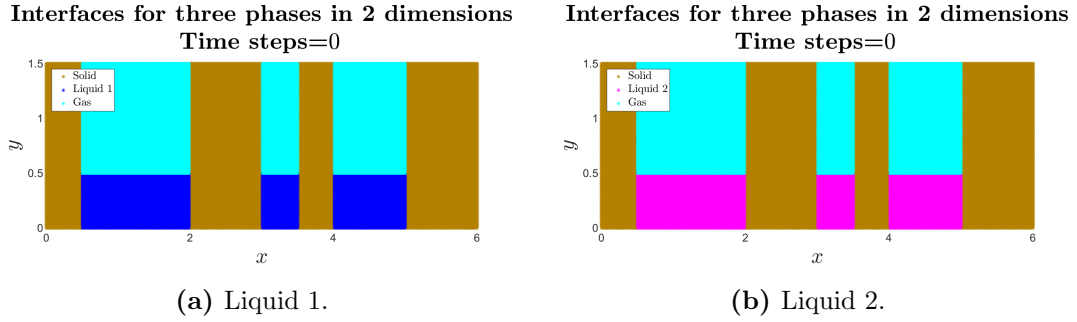 Interfaces for three phases in 2 dimensions
Time steps=0
1.5
1
0.5
0
y
Solid
Liquid 1
Gas
0 2 4 6
x
(a) Liquid 1.
Interfaces for three phases in 2 dimensions
Time steps=0
1.5
1
0.5
0
y
Solid
Liquid 2
Gas
0 2 4 6
x
(b) Liquid 2.